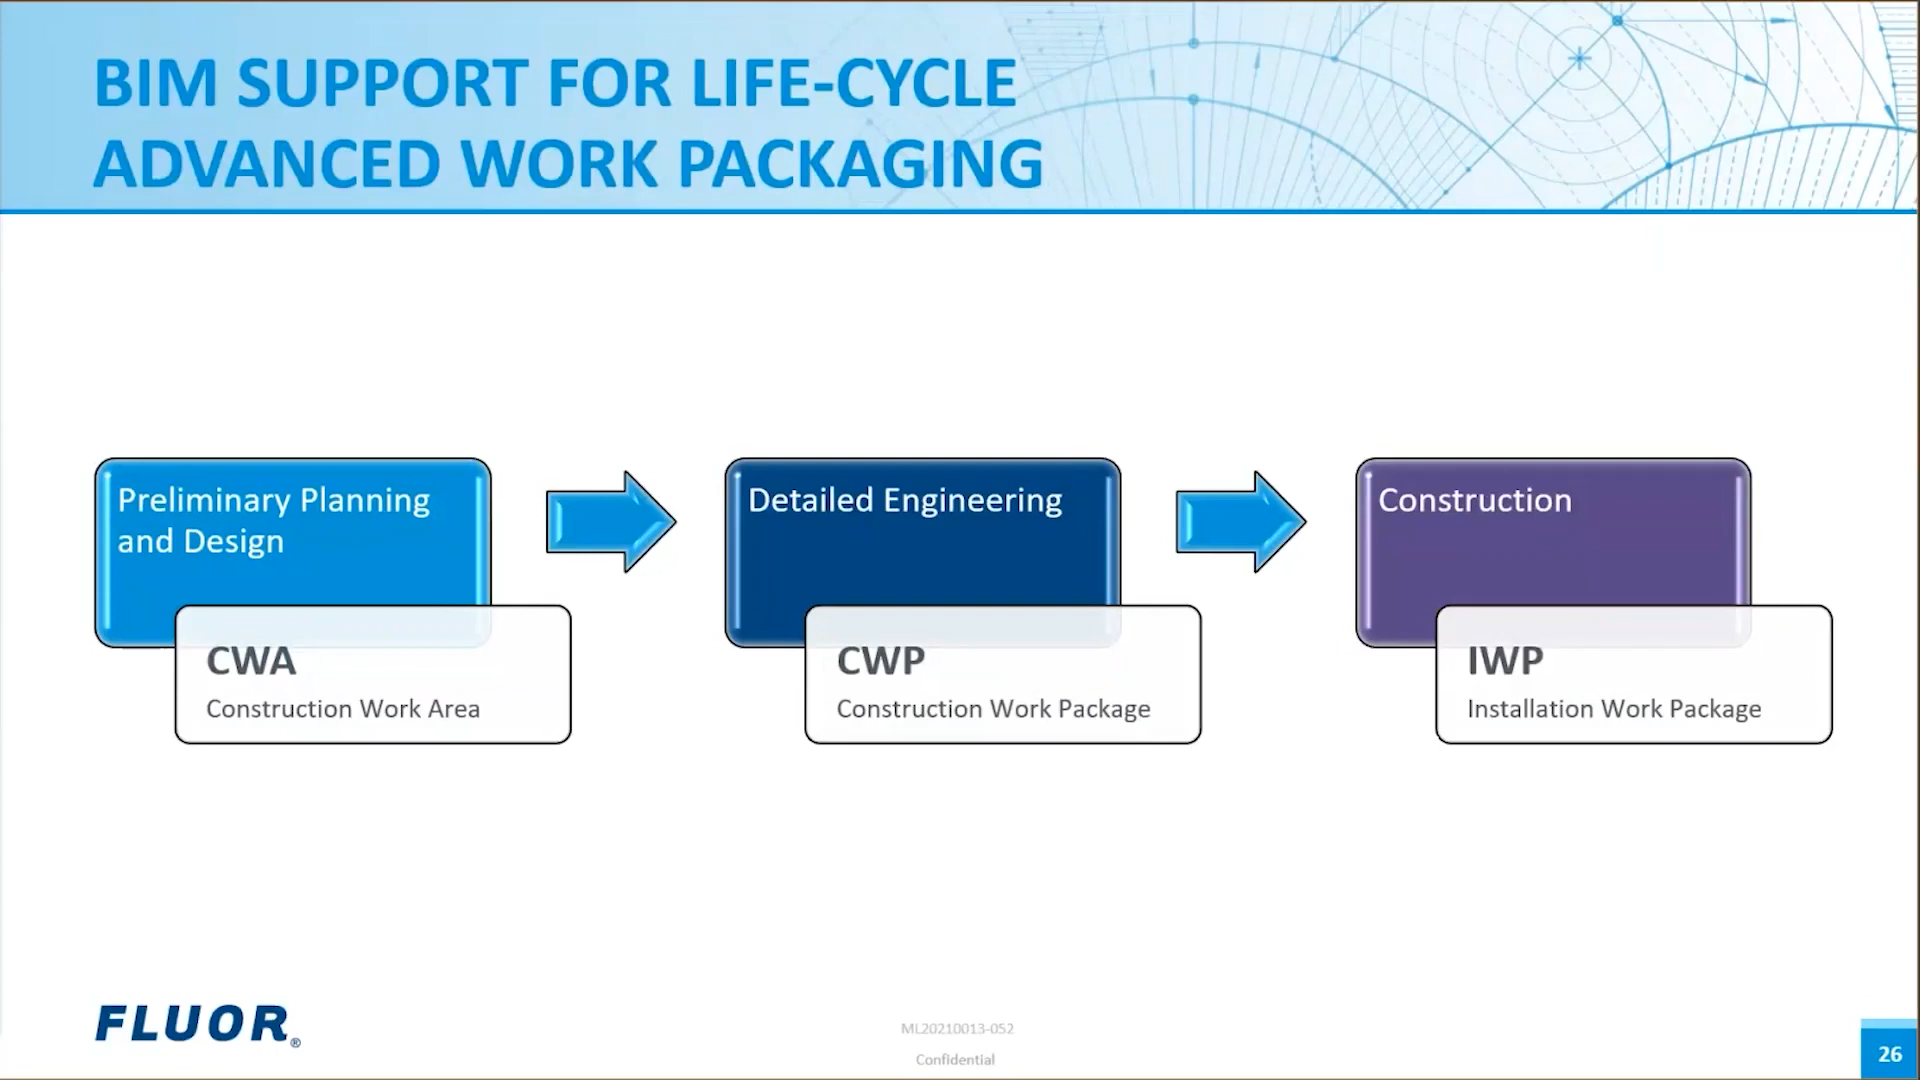 BIM SUPPORT FOR LIFE-CYCLE
ADVANCED WORK PACKAGING
Preliminary Planning
and Design
CWA
Construction Work Area
Detailed Engineering
CWP
Construction Work Package
Construction
IWP
Installation Work Package
FLUOR®
ML20210013-052
Confidential
26